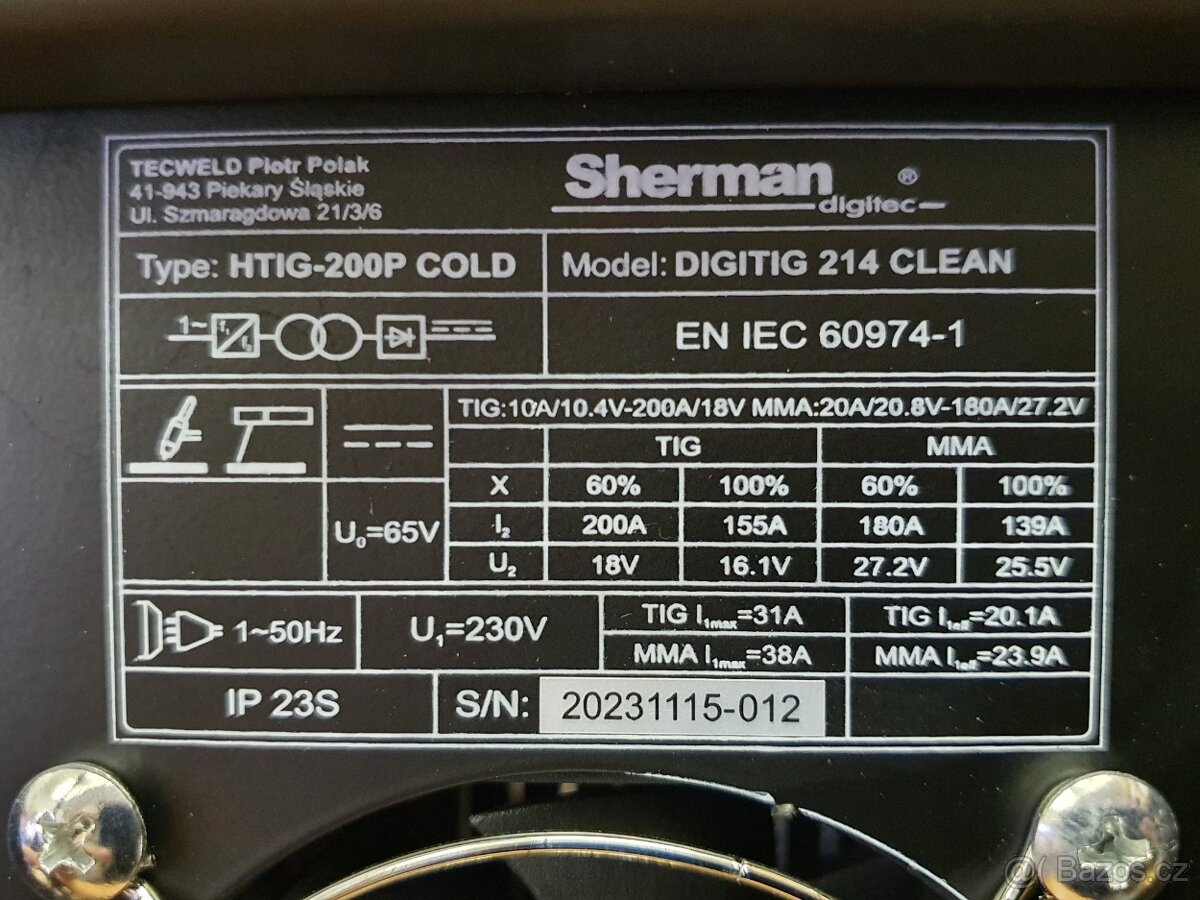 TECWELD Piotr Polak
41-943 Piekary Śląskie
Ul. Szmaragdowa 21/3/6
Sherman ®
digitec
Type: HTIG-200P COLD
Model: DIGITIG 214 CLEAN
1~
EN IEC 60974-1
TIG:10A/10.4V-200A/18V MMA:20A/20.8V-180A/27.2V
TIG MMA
X 60% 100% 60% 100%
U₀=65V
I₂ 200A 155A 180A 139A
U₂ 18V 16.1V 27.2V 25.5V
1~50Hz
U₁=230V
TIG I₁max=31A TIG I₁eff=20.1A
MMA I₁max=38A MMA I₁eff=23.9A
IP 23S
S/N: 20231115-012
Bazos.cz